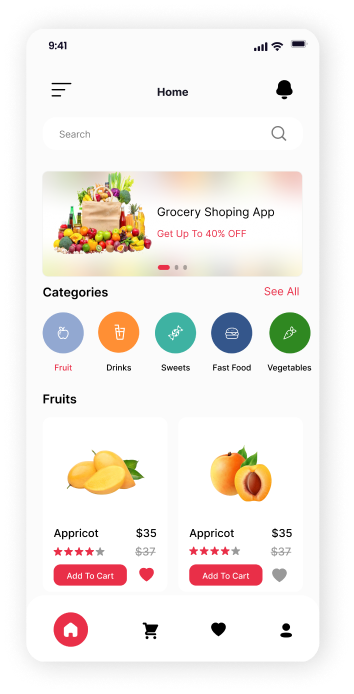 9:41
Home
Search
Grocery Shoping App
Get Up To 40% OFF
Categories
See All
Fruit
Drinks
Sweets
Fast Food
Vegetables
Fruits
Appricot
$35
$37
Add To Cart
Appricot
$35
$37
Add To Cart